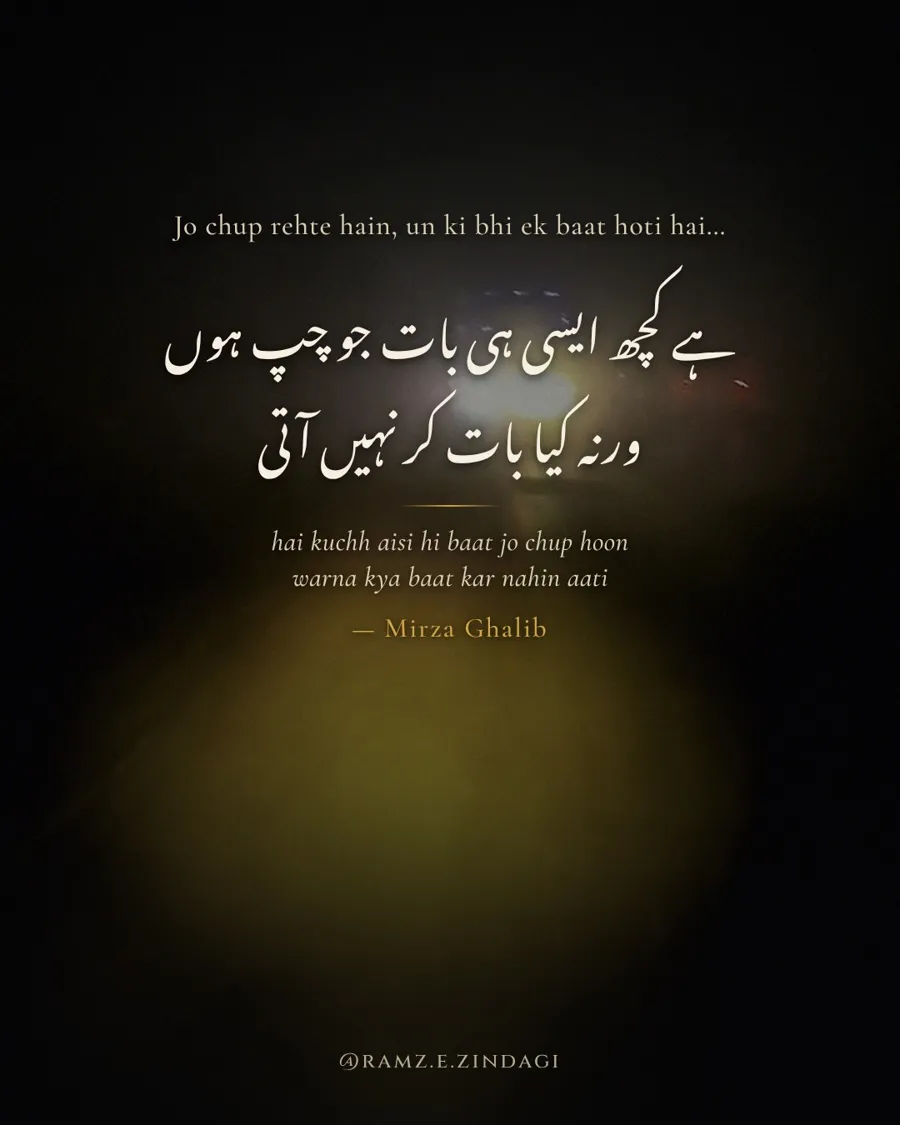 Jo chup rehte hain, un ki bhi ek baat hoti hai...
ہے کچھ ایسی ہی بات جو چپ ہوں
ورنہ کیا بات کر نہیں آتی
hai kuchh aisi hi baat jo chup hoon
warna kya baat kar nahin aati
— Mirza Ghalib
@RAMZ.E.ZINDAGI